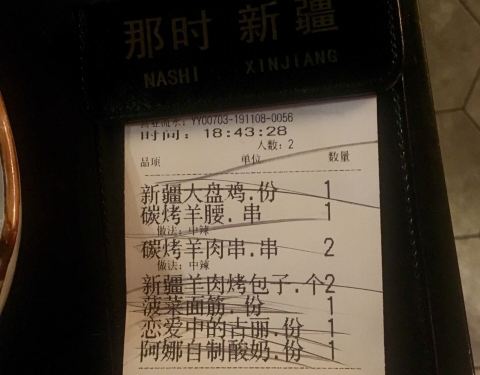 那时 新疆
NASHI XINJIANG
营业流水: YY00703-191108-0056
时间: 18:43:28
人数: 2
品项 单位 数量
新疆大盘鸡.份 1
碳烤羊腰.串 1
做法: 中辣
碳烤羊肉串.串 2
做法: 中辣
新疆羊肉烤包子.个2
菠菜面筋.份 1
恋爱中的古丽.份 1
阿娜自制酸奶.份 1